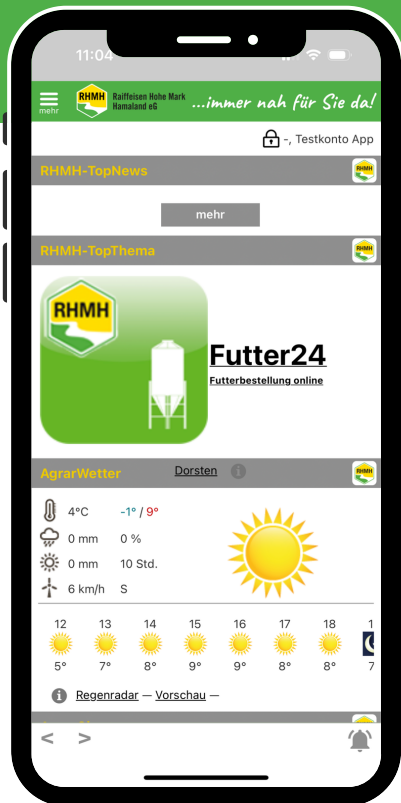 11:04
mehr
RHMH
Raiffeisen Hohe Mark
Hamaland eG
...immer nah für Sie da!
-, Testkonto App
RHMH-TopNews
RHMH
mehr
RHMH-TopThema
RHMH
RHMH
Futter24
Futterbestellung online
AgrarWetter
Dorsten
RHMH
4°C -1° / 9°
0 mm 0 %
0 mm 10 Std.
6 km/h S
12 13 14 15 16 17 18
5° 7° 8° 9° 9° 8° 8° 7
Regenradar — Vorschau —
< >